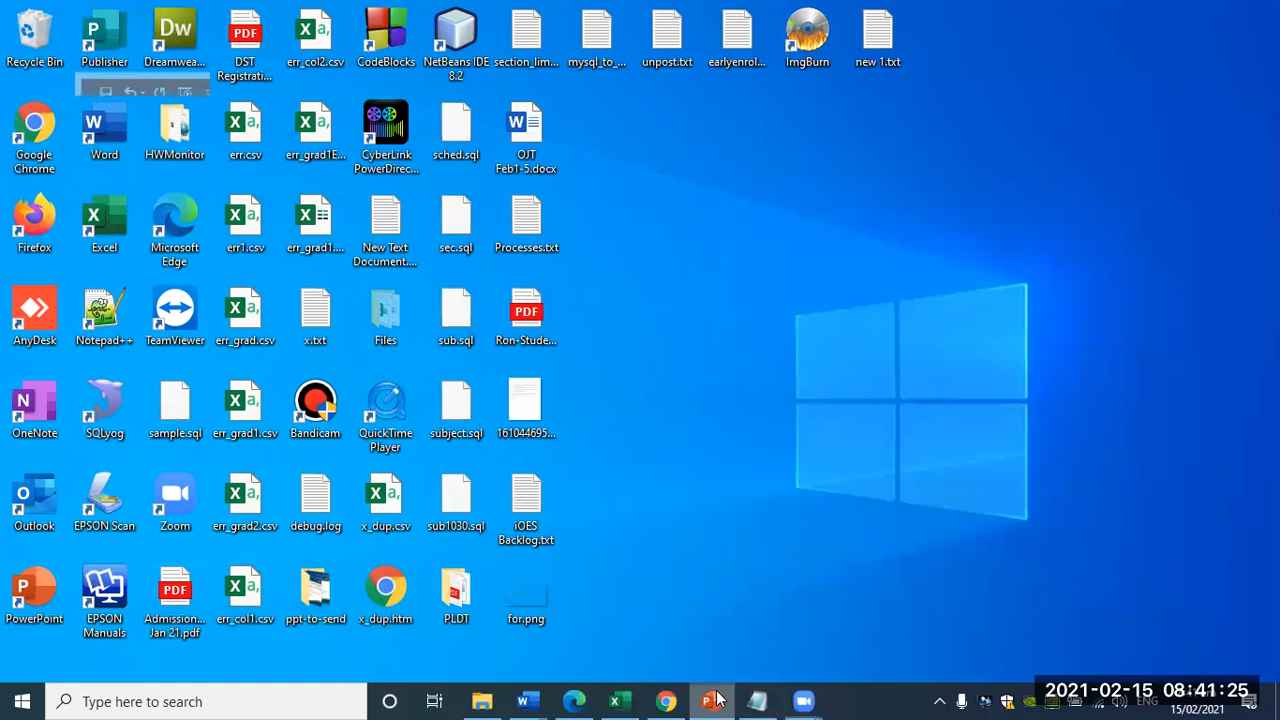 Recycle Bin
Publisher
Dreamwea...
DST
Registrati...
err_col2.csv
CodeBlocks
NetBeans IDE
8.2
section_lim...
mysql_to_...
unpost.txt
earlyenrol...
ImgBurn
new 1.txt
Google
Chrome
Word
HWMonitor
err.csv
err_grad1E...
CyberLink
PowerDirec...
sched.sql
OJT
Feb1-5.docx
Firefox
Excel
Microsoft
Edge
err1.csv
err_grad1....
New Text
Document....
sec.sql
Processes.txt
AnyDesk
Notepad++
TeamViewer
err_grad.csv
x.txt
Files
sub.sql
Ron-Stude...
OneNote
SQLyog
sample.sql
err_grad1.csv
Bandicam
QuickTime
Player
subject.sql
161044695...
Outlook
EPSON Scan
Zoom
err_grad2.csv
debug.log
x_dup.csv
sub1030.sql
iOES
Backlog.txt
PowerPoint
EPSON
Manuals
Admission...
Jan 21.pdf
err_col1.csv
ppt-to-send
x_dup.htm
PLDT
for.png
Type here to search
ENG
2021-02-15 08:41:25
15/02/2021